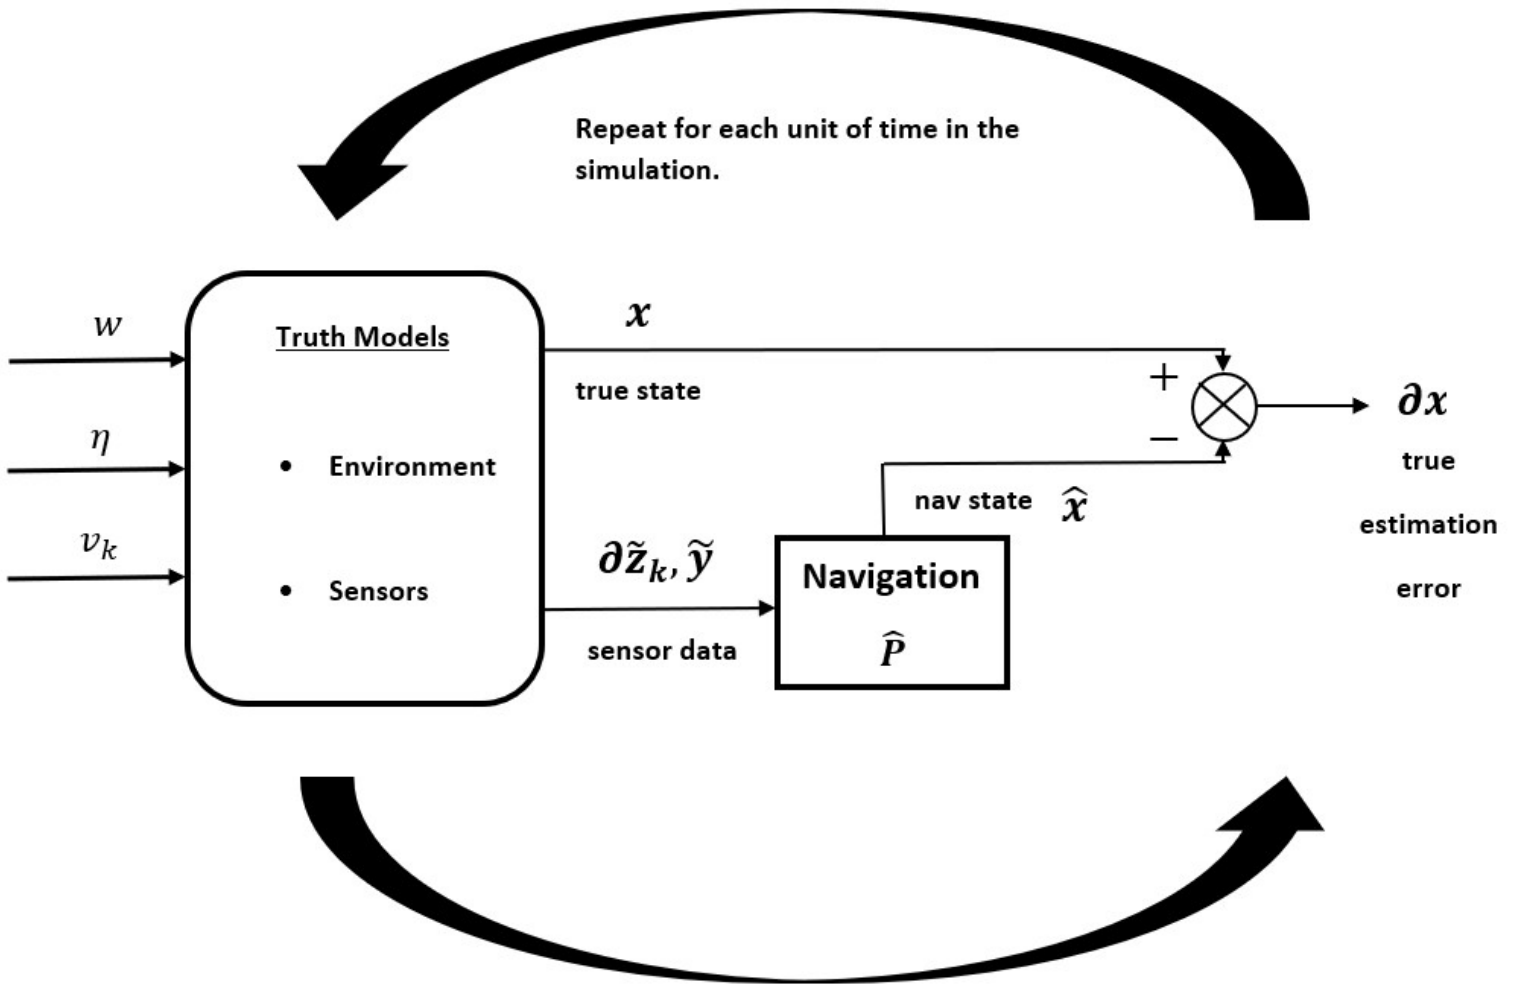 Repeat for each unit of time in the
simulation.
w
η
v_k
Truth Models
• Environment
• Sensors
x
true state
∂z̃_k, ỹ
sensor data
Navigation
P̂
nav state x̂
+
−
∂x
true
estimation
error